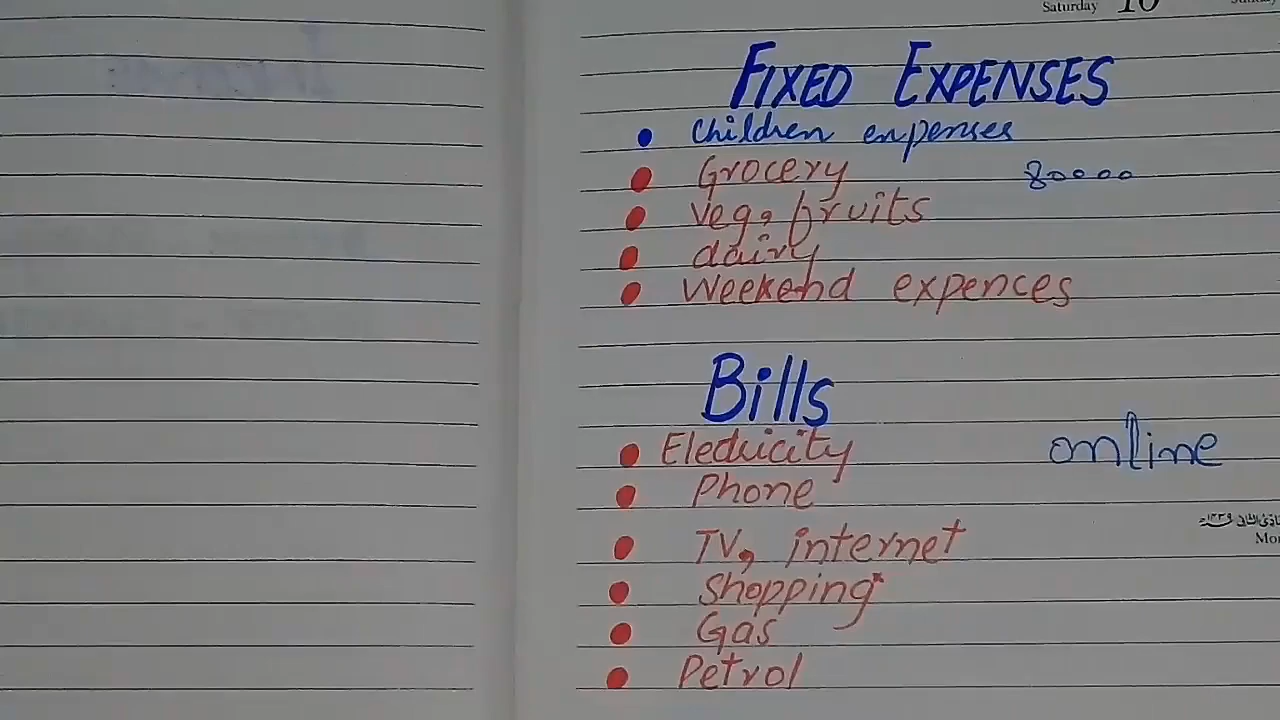 Saturday 10
FIXED EXPENSES
• Children expenses
• Grocery 80000
• Veg, fruits
• dairy
• Weekend expences
Bills
• Electricity online
• Phone
• TV, internet
• Shopping*
• Gas
• Petrol